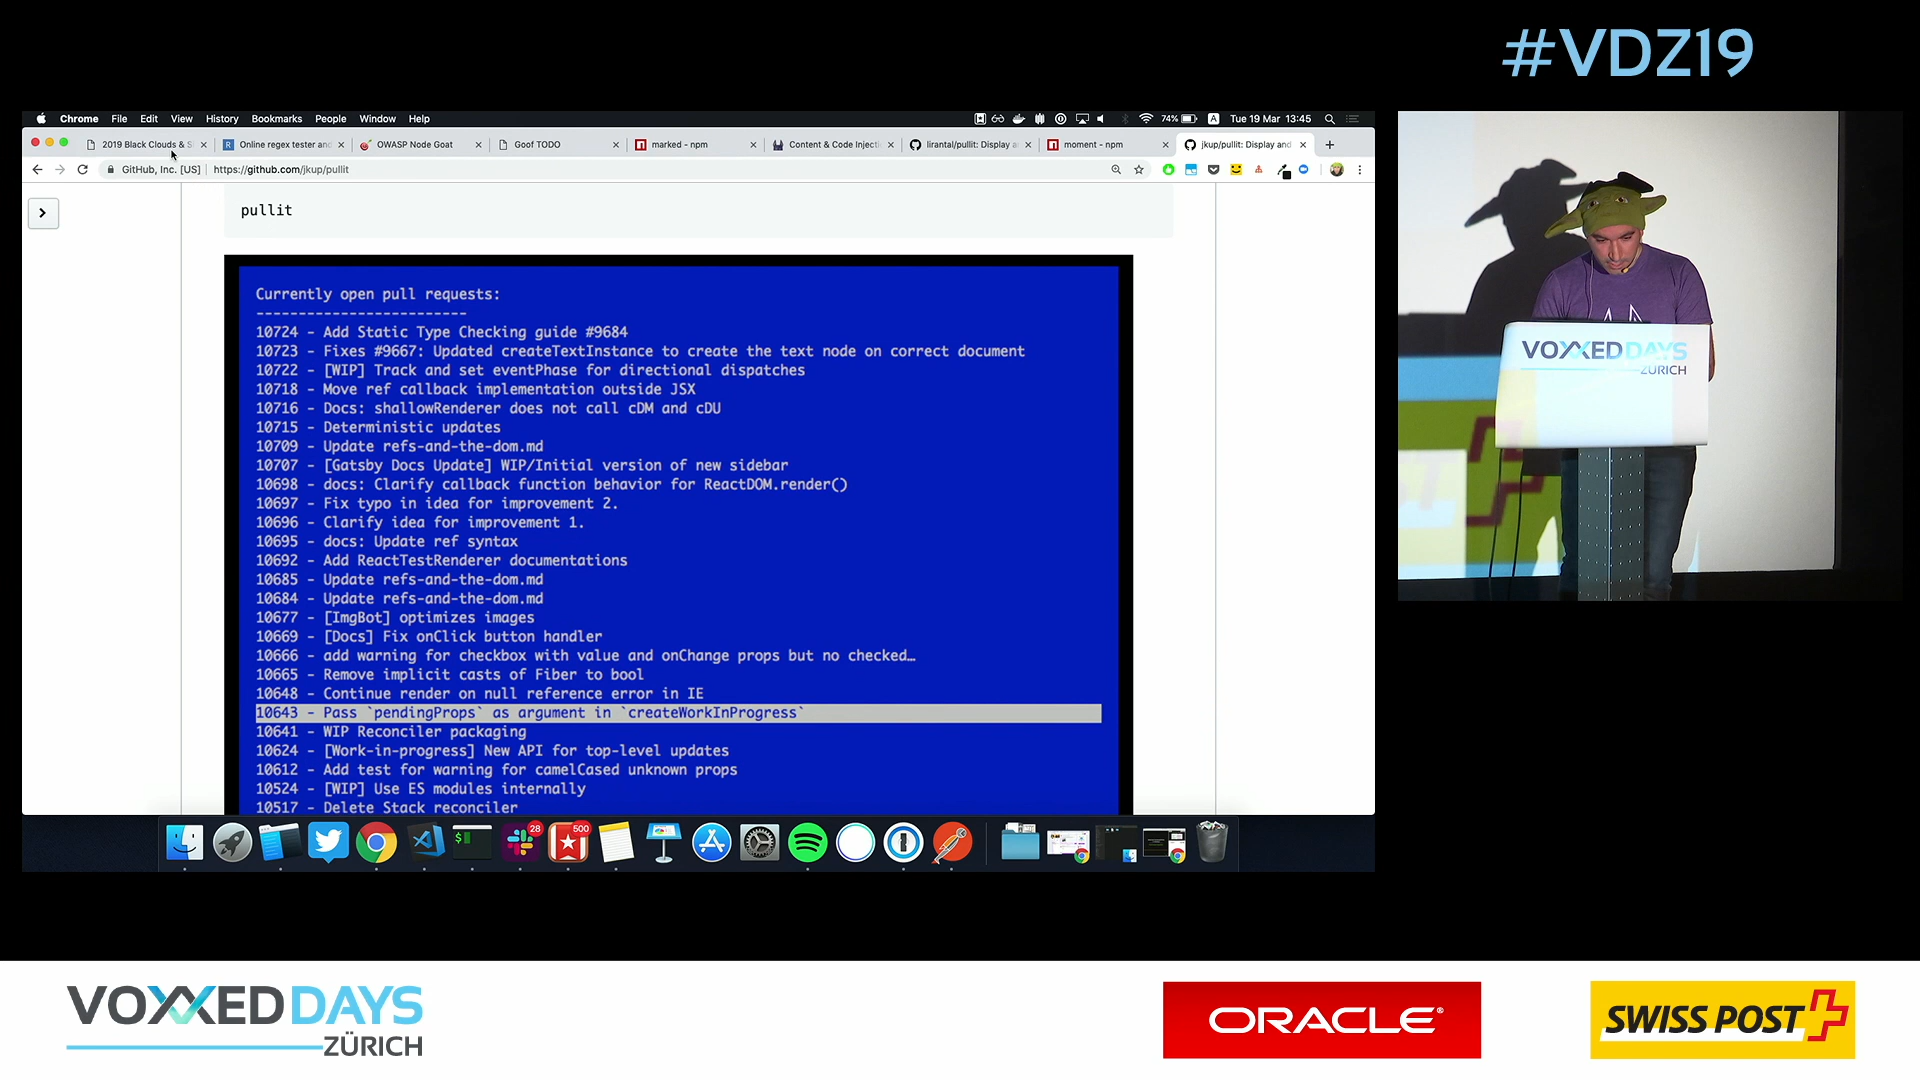 #VDZ19
Chrome File Edit View History Bookmarks People Window Help
74% A Tue 19 Mar 13:45
2019 Black Clouds & S
Online regex tester and
OWASP Node Goat
Goof TODO
marked - npm
Content & Code Injecti
lirantal/pullit: Display a
moment - npm
jkup/pullit: Display and
GitHub, Inc. [US] https://github.com/jkup/pullit
pullit
Currently open pull requests:
-------------------------
10724 - Add Static Type Checking guide #9684
10723 - Fixes #9667: Updated createTextInstance to create the text node on correct document
10722 - [WIP] Track and set eventPhase for directional dispatches
10718 - Move ref callback implementation outside JSX
10716 - Docs: shallowRenderer does not call cDM and cDU
10715 - Deterministic updates
10709 - Update refs-and-the-dom.md
10707 - [Gatsby Docs Update] WIP/Initial version of new sidebar
10698 - docs: Clarify callback function behavior for ReactDOM.render()
10697 - Fix typo in idea for improvement 2.
10696 - Clarify idea for improvement 1.
10695 - docs: Update ref syntax
10692 - Add ReactTestRenderer documentations
10685 - Update refs-and-the-dom.md
10684 - Update refs-and-the-dom.md
10677 - [ImgBot] optimizes images
10669 - [Docs] Fix onClick button handler
10666 - add warning for checkbox with value and onChange props but no checked…
10665 - Remove implicit casts of Fiber to bool
10648 - Continue render on null reference error in IE
10643 - Pass `pendingProps` as argument in `createWorkInProgress`
10641 - WIP Reconciler packaging
10624 - [Work-in-progress] New API for top-level updates
10612 - Add test for warning for camelCased unknown props
10524 - [WIP] Use ES modules internally
10517 - Delete Stack reconciler
28
500
VOXXED DAYS
ZÜRICH
VOXXED DAYS
ZÜRICH
ORACLE®
SWISS POST